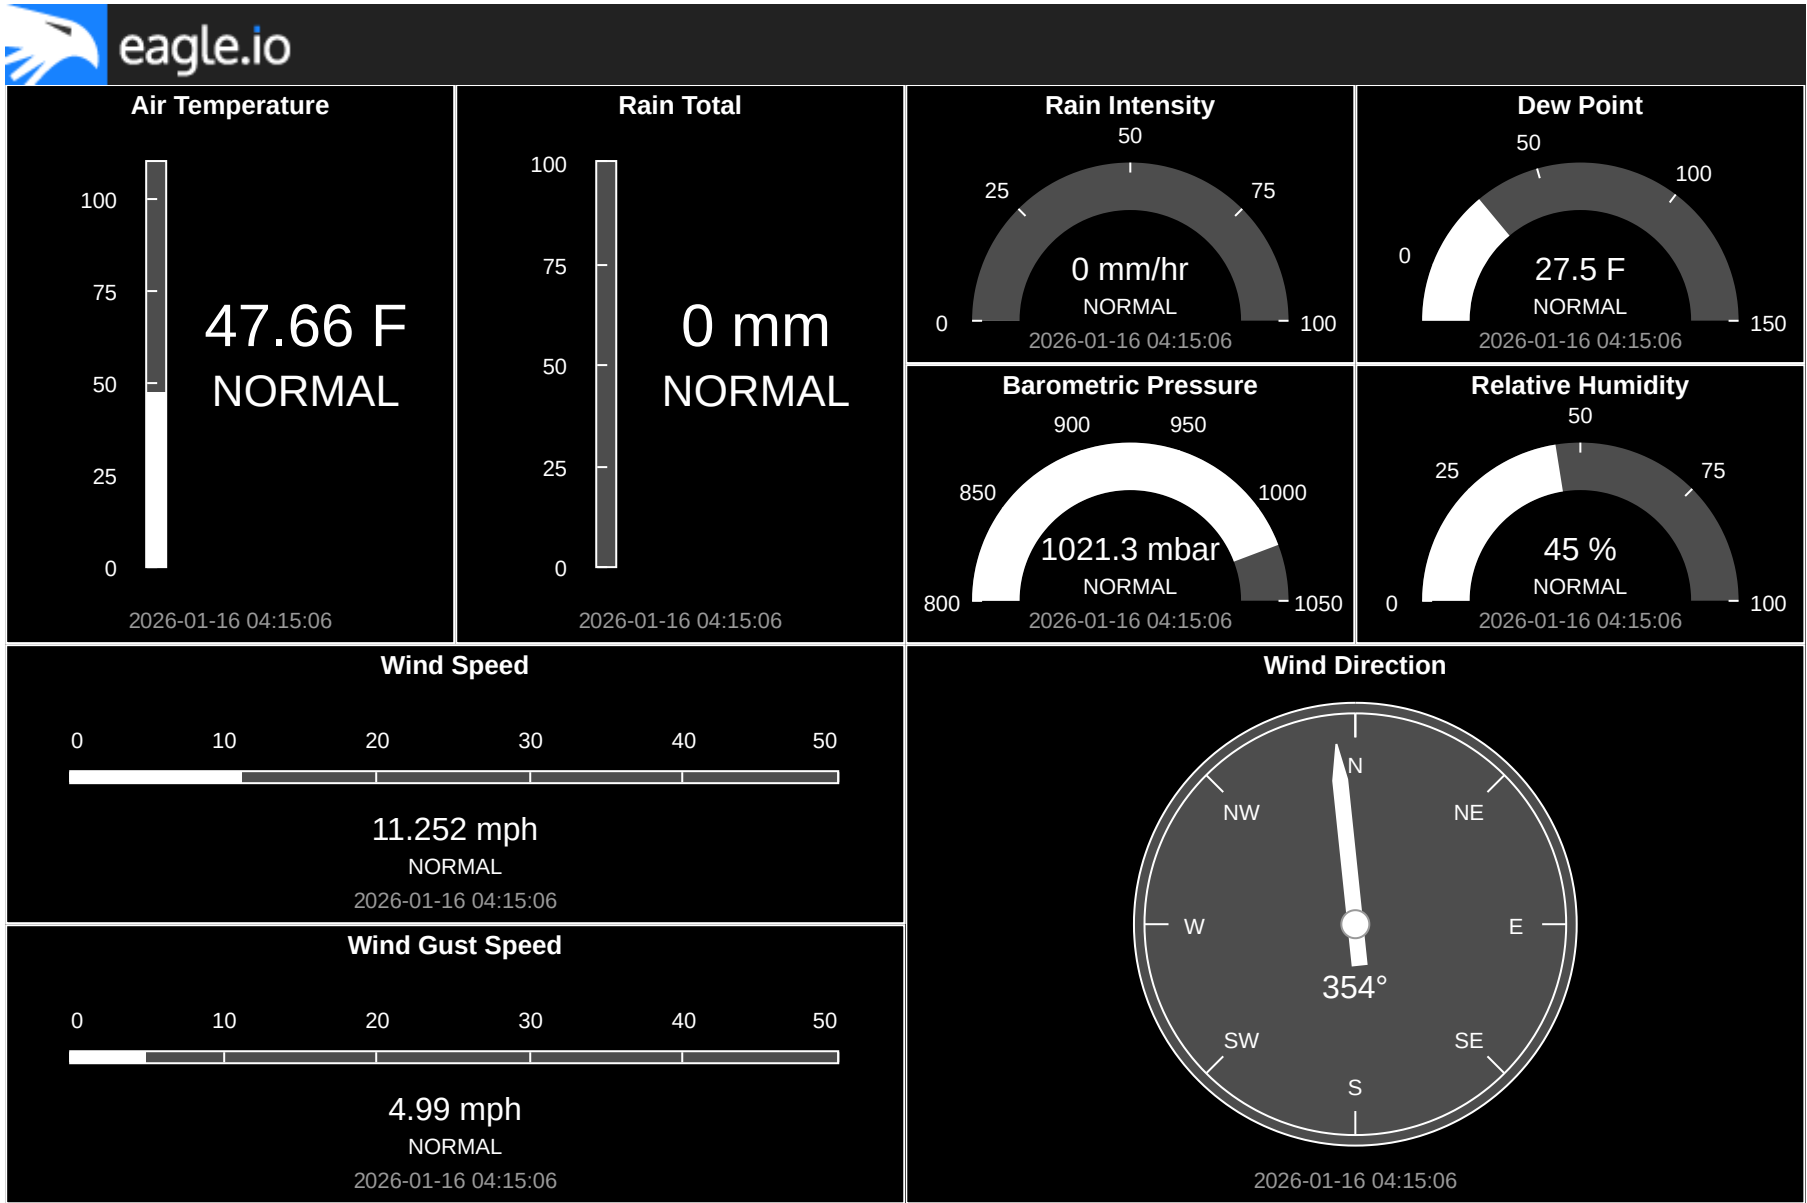 eagle.io
Air Temperature
100
75
50
25
0
47.66 F
NORMAL
2026-01-16 04:15:06
Rain Total
100
75
50
25
0
0 mm
NORMAL
2026-01-16 04:15:06
Rain Intensity
50
25
75
0
100
0 mm/hr
NORMAL
2026-01-16 04:15:06
Dew Point
50
100
0
150
27.5 F
NORMAL
2026-01-16 04:15:06
Barometric Pressure
900
950
850
1000
800
1050
1021.3 mbar
NORMAL
2026-01-16 04:15:06
Relative Humidity
50
25
75
0
100
45 %
NORMAL
2026-01-16 04:15:06
Wind Speed
0 10 20 30 40 50
11.252 mph
NORMAL
2026-01-16 04:15:06
Wind Gust Speed
0 10 20 30 40 50
4.99 mph
NORMAL
2026-01-16 04:15:06
Wind Direction
N
NW NE
W E
354°
SW SE
S
2026-01-16 04:15:06